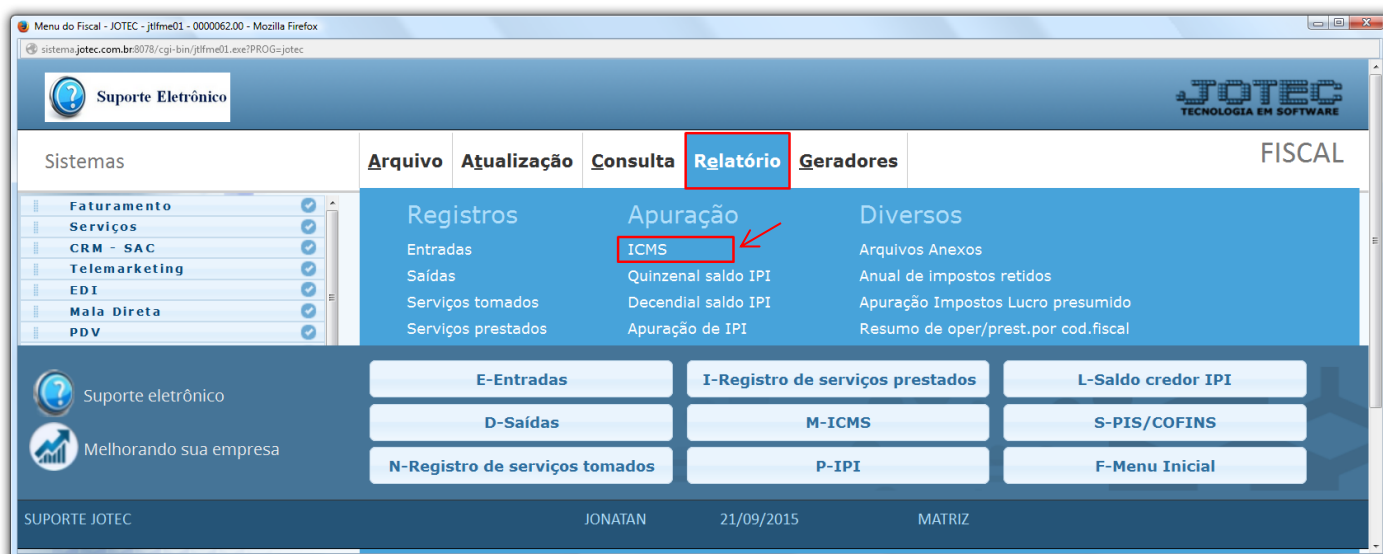 Menu do Fiscal - JOTEC - jtlfme01 - 0000062.00 - Mozilla Firefox
sistema.jotec.com.br:8078/cgi-bin/jtlfme01.exe?PROG=jotec
Suporte Eletrônico
JOTEC
TECNOLOGIA EM SOFTWARE
Sistemas
Arquivo Atualização Consulta Relatório Geradores
FISCAL
Faturamento
Serviços
CRM - SAC
Telemarketing
EDI
Mala Direta
PDV
Registros
Entradas
Saídas
Serviços tomados
Serviços prestados
Apuração
ICMS
Quinzenal saldo IPI
Decendial saldo IPI
Apuração de IPI
Diversos
Arquivos Anexos
Anual de impostos retidos
Apuração Impostos Lucro presumido
Resumo de oper/prest.por cod.fiscal
Suporte eletrônico
Melhorando sua empresa
E-Entradas I-Registro de serviços prestados L-Saldo credor IPI
D-Saídas M-ICMS S-PIS/COFINS
N-Registro de serviços tomados P-IPI F-Menu Inicial
SUPORTE JOTEC JONATAN 21/09/2015 MATRIZ